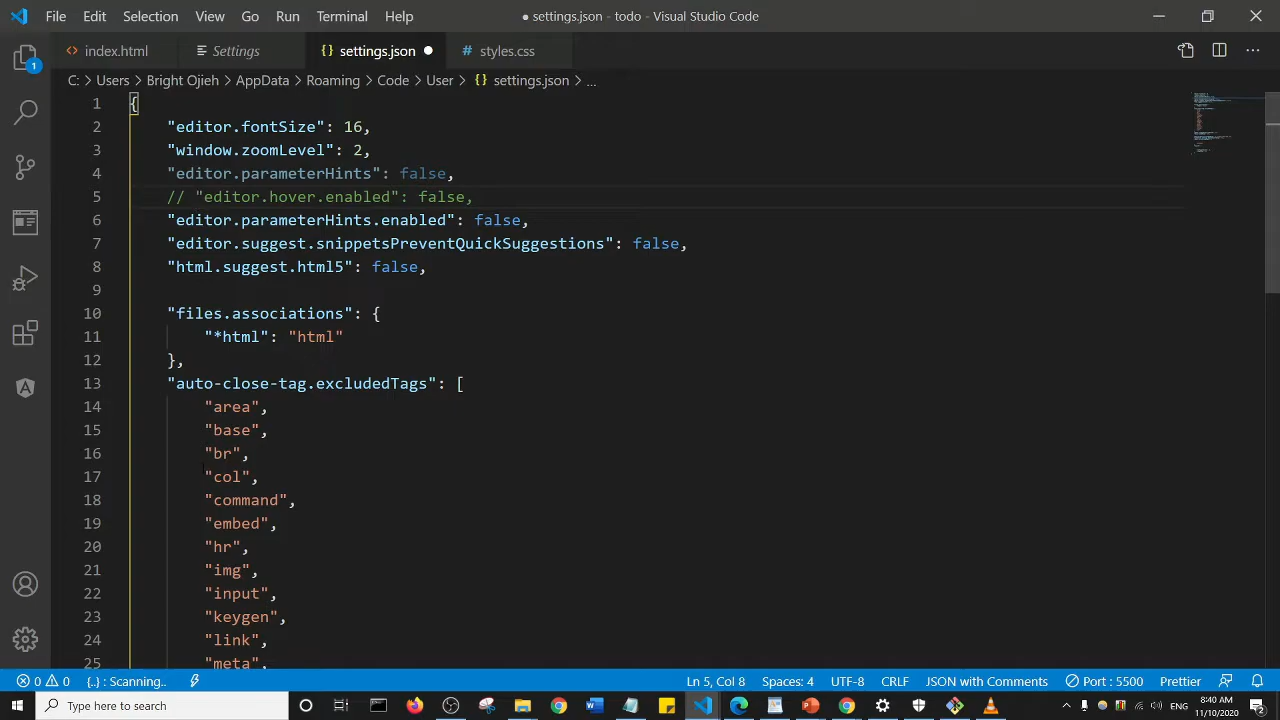 File Edit Selection View Go Run Terminal Help ● settings.json - todo - Visual Studio Code
<> index.html Settings {} settings.json # styles.css ...
C: > Users > Bright Ojieh > AppData > Roaming > Code > User > {} settings.json > ...
1
1 {
2 "editor.fontSize": 16,
3 "window.zoomLevel": 2,
4 "editor.parameterHints": false,
5 // "editor.hover.enabled": false,
6 "editor.parameterHints.enabled": false,
7 "editor.suggest.snippetsPreventQuickSuggestions": false,
8 "html.suggest.html5": false,
9
10 "files.associations": {
11 "*html": "html"
12 },
13 "auto-close-tag.excludedTags": [
14 "area",
15 "base",
16 "br",
17 "col",
18 "command",
19 "embed",
20 "hr",
21 "img",
22 "input",
23 "keygen",
24 "link",
25 "meta",
0 0 {..} : Scanning.. Ln 5, Col 8 Spaces: 4 UTF-8 CRLF JSON with Comments Port : 5500 Prettier
Type here to search ENG 8:40 AM
11/10/2020 2